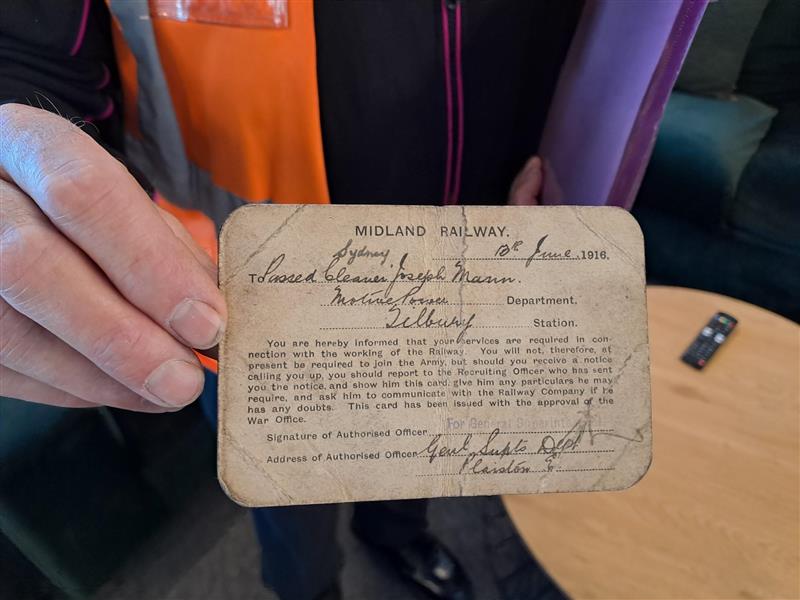 MIDLAND RAILWAY.
Sydney
13th June, 1916.
To Passed Cleaner Joseph Mann.
Motive Power Department.
Tilbury Station.
You are hereby informed that your services are required in con-
nection with the working of the Railway. You will not, therefore, at
present be required to join the Army, but should you receive a notice
calling you up, you should report to the Recruiting Officer who has sent
you the notice, and show him this card, give him any particulars he may
require, and ask him to communicate with the Railway Company if he
has any doubts. This card has been issued with the approval of the
War Office.
For General Superin
Signature of Authorised Officer
Address of Authorised Officer Genl Supts Dept
Plaistow E.